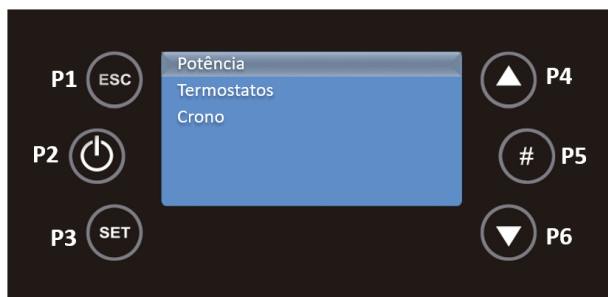 P1 ESC
P2
P3 SET
Potência
Termostatos
Crono
P4
# P5
P6